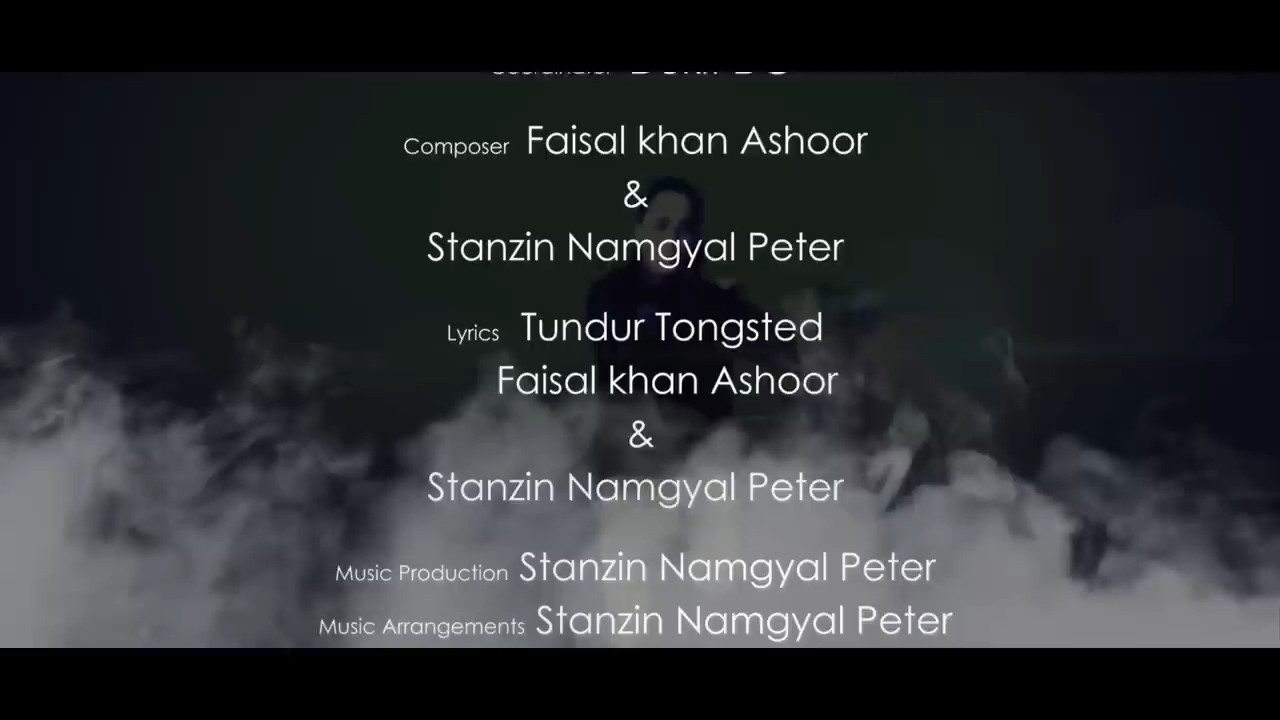 Composer Faisal khan Ashoor
&
Stanzin Namgyal Peter
Lyrics Tundur Tongsted
Faisal khan Ashoor
&
Stanzin Namgyal Peter
Music Production Stanzin Namgyal Peter
Music Arrangements Stanzin Namgyal Peter